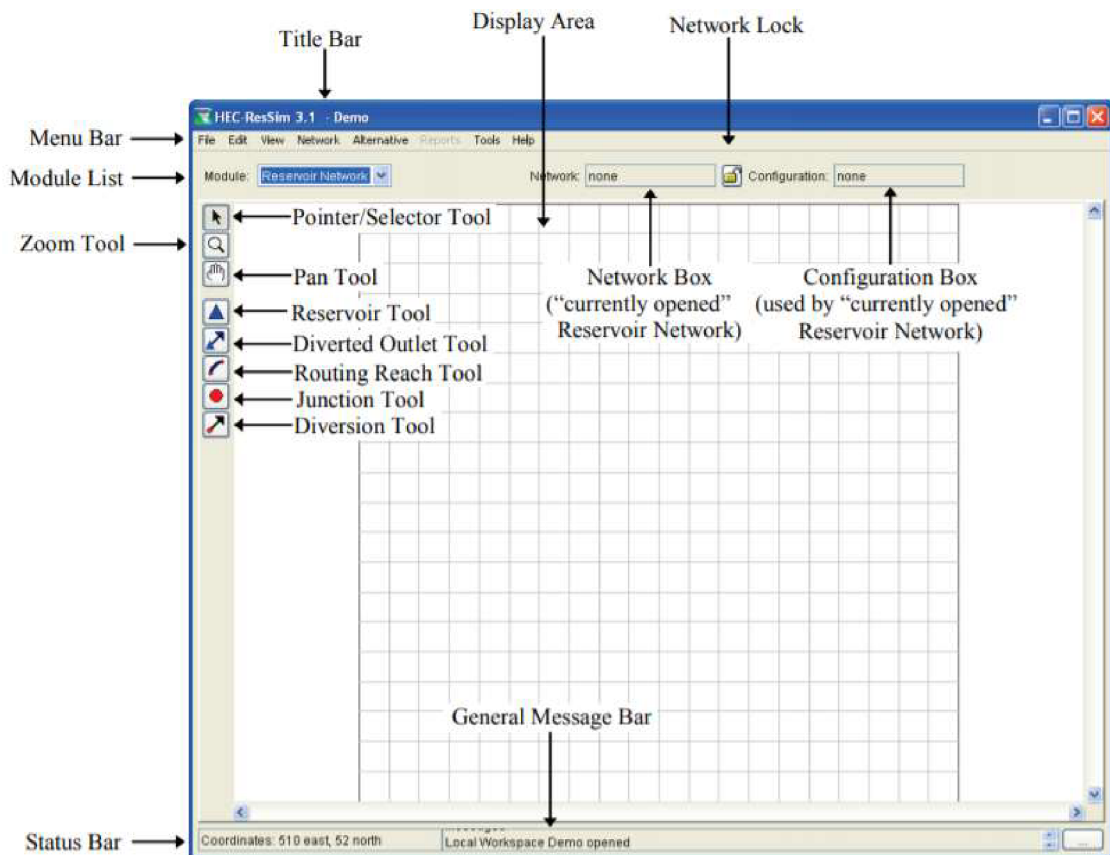 Display Area
Network Lock
Title Bar
HEC-ResSim 3.1 - Demo
Menu Bar
File Edit View Network Alternative Reports Tools Help
Module List
Module: Reservoir Network
Network: none
Configuration: none
Pointer/Selector Tool
Zoom Tool
Pan Tool
Network Box
("currently opened"
Reservoir Network)
Configuration Box
(used by "currently opened"
Reservoir Network)
Reservoir Tool
Diverted Outlet Tool
Routing Reach Tool
Junction Tool
Diversion Tool
General Message Bar
Status Bar
Coordinates: 510 east, 52 north
Local Workspace Demo opened
...